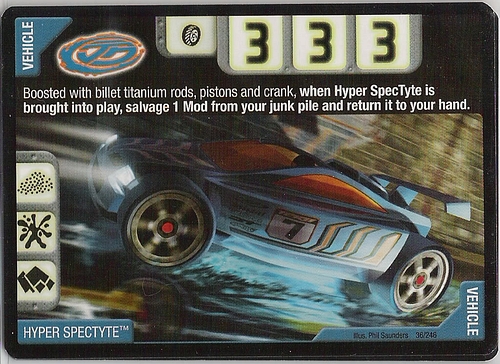 VEHICLE
3 3 3
Boosted with billet titanium rods, pistons and crank, when Hyper SpecTyte is
brought into play, salvage 1 Mod from your junk pile and return it to your hand.
7
HYPER SPECTYTE™
Illus. Phil Saunders 36/246
VEHICLE